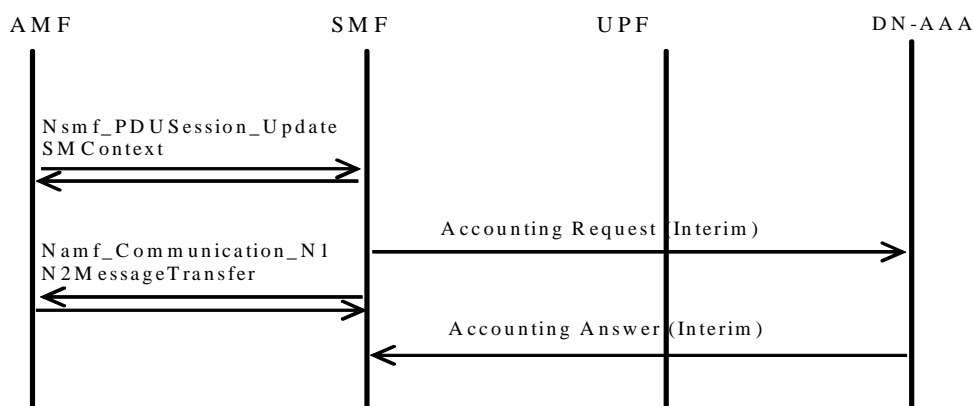 AMF SMF UPF DN-AAA
Nsmf_PDUSession_Update
SMContext
Accounting Request (Interim)
Namf_Communication_N1
N2MessageTransfer
Accounting Answer (Interim)